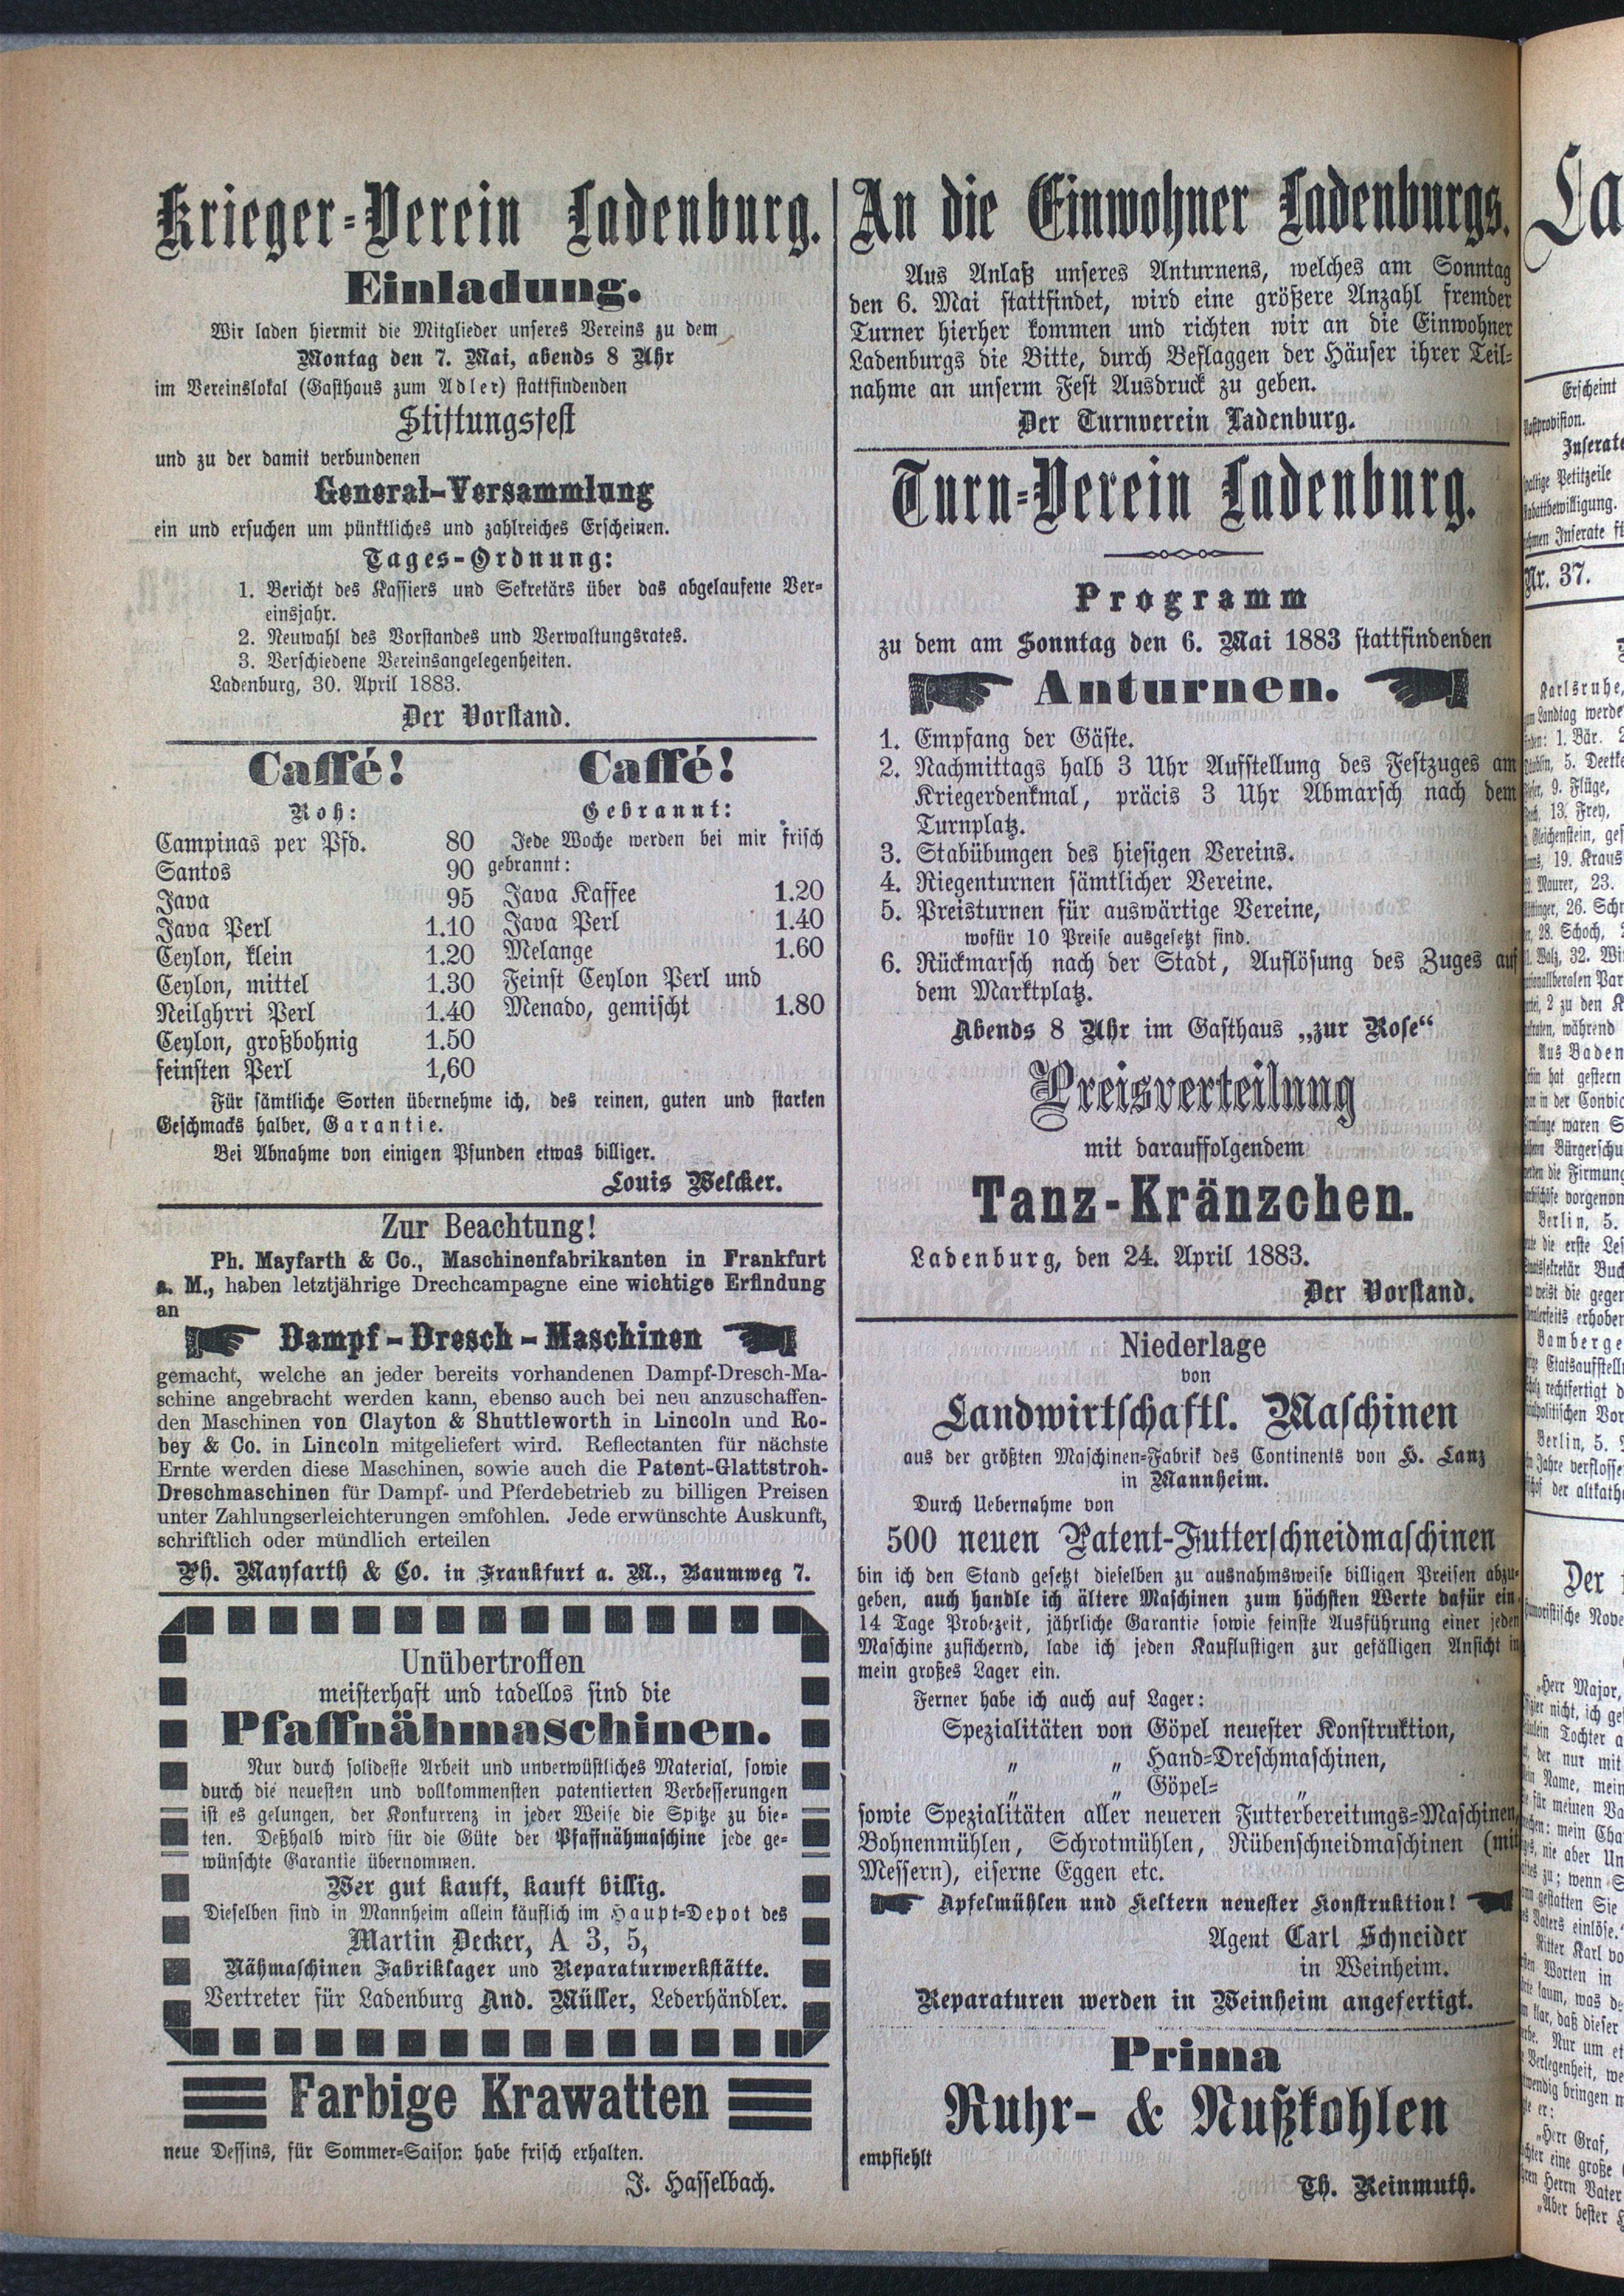 Krieger-Verein Ladenburg.
Einladung.
Wir laden hiermit die Mitglieder unseres Vereins zu dem
Montag den 7. Mai, abends 8 Uhr
im Vereinslokal (Gasthaus zum Adler) stattfindenden
Stiftungsfest
und zu der damit verbundenen
General-Versammlung
ein und ersuchen um pünktliches und zahlreiches Erscheinen.
Tages-Ordnung:
1. Bericht des Kassiers und Sekretärs über das abgelaufene Ver-
einsjahr.
2. Neuwahl des Vorstandes und Verwaltungsrates.
3. Verschiedene Vereinsangelegenheiten.
Ladenburg, 30. April 1883.
Der Vorstand.
Caffé!
Roh:
Campinas per Pfd. 80
Santos 90
Java 95
Java Perl 1.10
Ceylon, klein 1.20
Ceylon, mittel 1.30
Neilghrri Perl 1.40
Ceylon, großbohnig 1.50
feinsten Perl 1,60
Caffé!
Gebrannt:
Jede Woche werden bei mir frisch
gebrannt:
Java Kaffee 1.20
Java Perl 1.40
Melange 1.60
Feinst Ceylon Perl und
Menado, gemischt 1.80
Für sämtliche Sorten übernehme ich, des reinen, guten und starken
Geschmacks halber, Garantie.
Bei Abnahme von einigen Pfunden etwas billiger.
Louis Welcker.
Zur Beachtung!
Ph. Mayfarth & Co., Maschinenfabrikanten in Frankfurt
a. M., haben letztjährige Drechcampagne eine wichtige Erfindung
an
Dampf-Dresch-Maschinen
gemacht, welche an jeder bereits vorhandenen Dampf-Dresch-Ma-
schine angebracht werden kann, ebenso auch bei neu anzuschaffen-
den Maschinen von Clayton & Shuttleworth in Lincoln und Ro-
bey & Co. in Lincoln mitgeliefert wird. Reflectanten für nächste
Ernte werden diese Maschinen, sowie auch die Patent-Glattstroh-
Dreschmaschinen für Dampf- und Pferdebetrieb zu billigen Preisen
unter Zahlungserleichterungen emfohlen. Jede erwünschte Auskunft,
schriftlich oder mündlich erteilen
Ph. Mayfarth & Co. in Frankfurt a. M., Baumweg 7.
Unübertroffen
meisterhaft und tadellos sind die
Pfaffnähmaschinen.
Nur durch solideste Arbeit und unverwüstliches Material, sowie
durch die neuesten und vollkommensten patentierten Verbesserungen
ist es gelungen, der Konkurrenz in jeder Weise die Spitze zu bie-
ten. Deßhalb wird für die Güte der Pfaffnähmaschine jede ge-
wünschte Garantie übernommen.
Wer gut kauft, kauft billig.
Dieselben sind in Mannheim allein käuflich im Haupt-Depot des
Martin Decker, A 3, 5,
Nähmaschinen Fabriklager und Reparaturwerkstätte.
Vertreter für Ladenburg And. Müller, Lederhändler.
Farbige Krawatten
neue Dessins, für Sommer-Saison habe frisch erhalten.
J. Hasselbach.
An die Einwohner Ladenburgs.
Aus Anlaß unseres Anturnens, welches am Sonntag
den 6. Mai stattfindet, wird eine größere Anzahl fremder
Turner hierher kommen und richten wir an die Einwohner
Ladenburgs die Bitte, durch Beflaggen der Häuser ihrer Teil-
nahme an unserm Fest Ausdruck zu geben.
Der Turnverein Ladenburg.
Turn-Verein Ladenburg.
Programm
zu dem am Sonntag den 6. Mai 1883 stattfindenden
Anturnen.
1. Empfang der Gäste.
2. Nachmittags halb 3 Uhr Aufstellung des Festzuges am
Kriegerdenkmal, präcis 3 Uhr Abmarsch nach dem
Turnplatz.
3. Stabübungen des hiesigen Vereins.
4. Riegenturnen sämtlicher Vereine.
5. Preisturnen für auswärtige Vereine,
wofür 10 Preise ausgesetzt sind.
6. Rückmarsch nach der Stadt, Auflösung des Zuges auf
dem Marktplatz.
Abends 8 Uhr im Gasthaus „zur Rose“
Preisverteilung
mit darauffolgendem
Tanz-Kränzchen.
Ladenburg, den 24. April 1883.
Der Vorstand.
Niederlage
von
Landwirtschaftl. Maschinen
aus der größten Maschinen-Fabrik des Continents von H. Lanz
in Mannheim.
Durch Uebernahme von
500 neuen Patent-Futterschneidmaschinen
bin ich den Stand gesetzt dieselben zu ausnahmsweise billigen Preisen abzu-
geben, auch handle ich ältere Maschinen zum höchsten Werte dafür ein.
14 Tage Probezeit, jährliche Garantie sowie feinste Ausführung einer jeden
Maschine zusichernd, lade ich jeden Kauflustigen zur gefälligen Ansicht in
mein großes Lager ein.
Ferner habe ich auch auf Lager:
Spezialitäten von Göpel neuester Konstruktion,
„ „ Hand-Dreschmaschinen,
„ „ Göpel- „
sowie Spezialitäten aller neueren Futterbereitungs-Maschinen,
Bohnenmühlen, Schrotmühlen, Rübenschneidmaschinen (mit
Messern), eiserne Eggen etc.
Apfelmühlen und Keltern neuester Konstruktion!
Agent Carl Schneider
in Weinheim.
Reparaturen werden in Weinheim angefertigt.
Prima
Ruhr- & Nußkohlen
empfiehlt
Th. Reinmuth.
La
Erscheint
Inserate
Nr. 37.
Karlsruhe,
Der